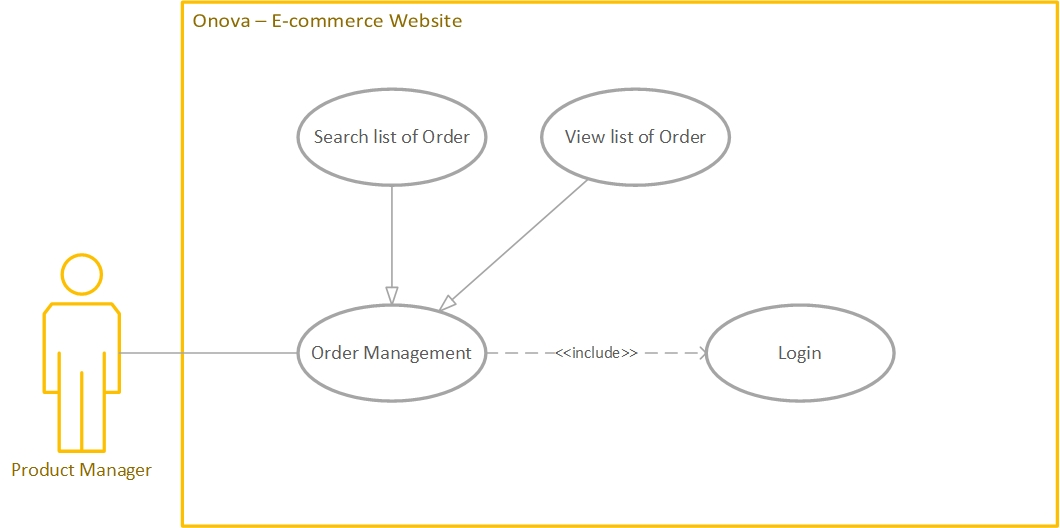 Onova – E-commerce Website
Search list of Order
View list of Order
Order Management
<<include>>
Login
Product Manager